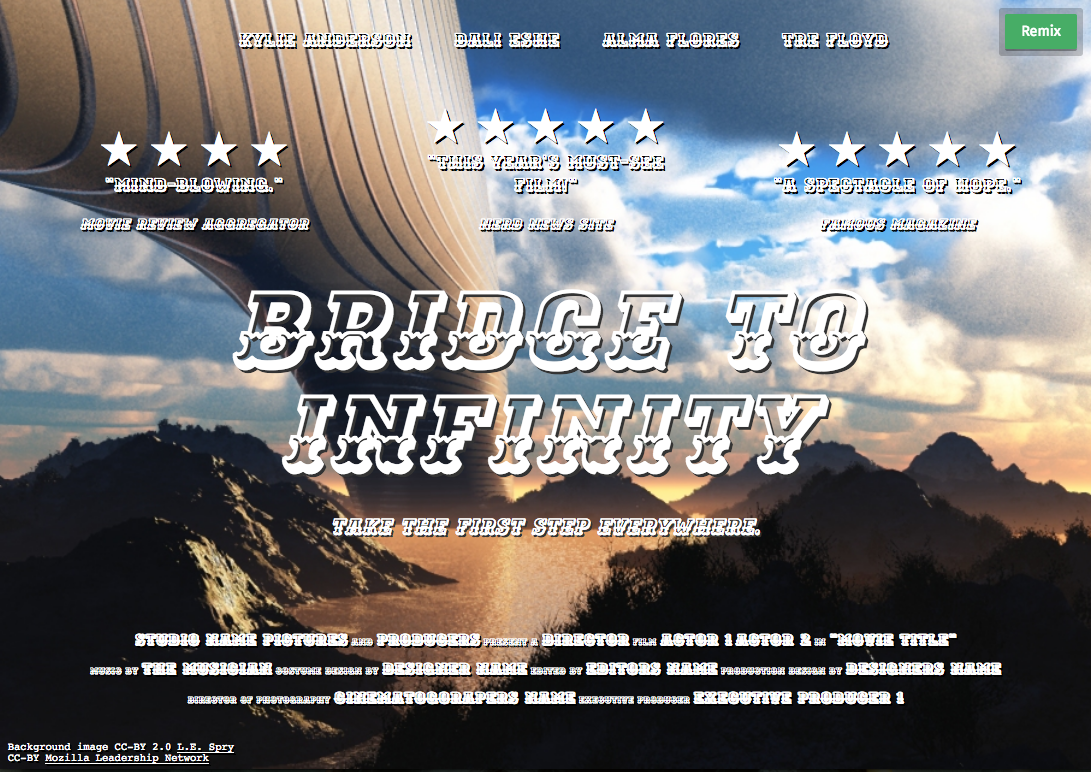 KYLIE ANDERSON DALI ESHE ALMA FLORES TRE FLOYD
Remix
★★★★
"MIND-BLOWING."
MOVIE REVIEW AGGREGATOR
★★★★★
"THIS YEAR'S MUST-SEE
FILM!"
NERD NEWS SITE
★★★★★
"A SPECTACLE OF HOPE."
FAMOUS MAGAZINE
BRIDGE TO
INFINITY
TAKE THE FIRST STEP EVERYWHERE.
STUDIO NAME PICTURES AND PRODUCERS PRESENT A DIRECTOR FILM ACTOR 1 ACTOR 2 IN "MOVIE TITLE"
MUSIC BY THE MUSICIAN COSTUME DESIGN BY DESIGNER NAME EDITED BY EDITORS NAME PRODUCTION DESIGN BY DESIGNERS NAME
DIRECTOR OF PHOTOGRAPHY CINEMATOGORAPERS NAME EXECUTIVE PRODUCER EXECUTIVE PRODUCER 1
Background image CC-BY 2.0 L.E. Spry
CC-BY Mozilla Leadership Network